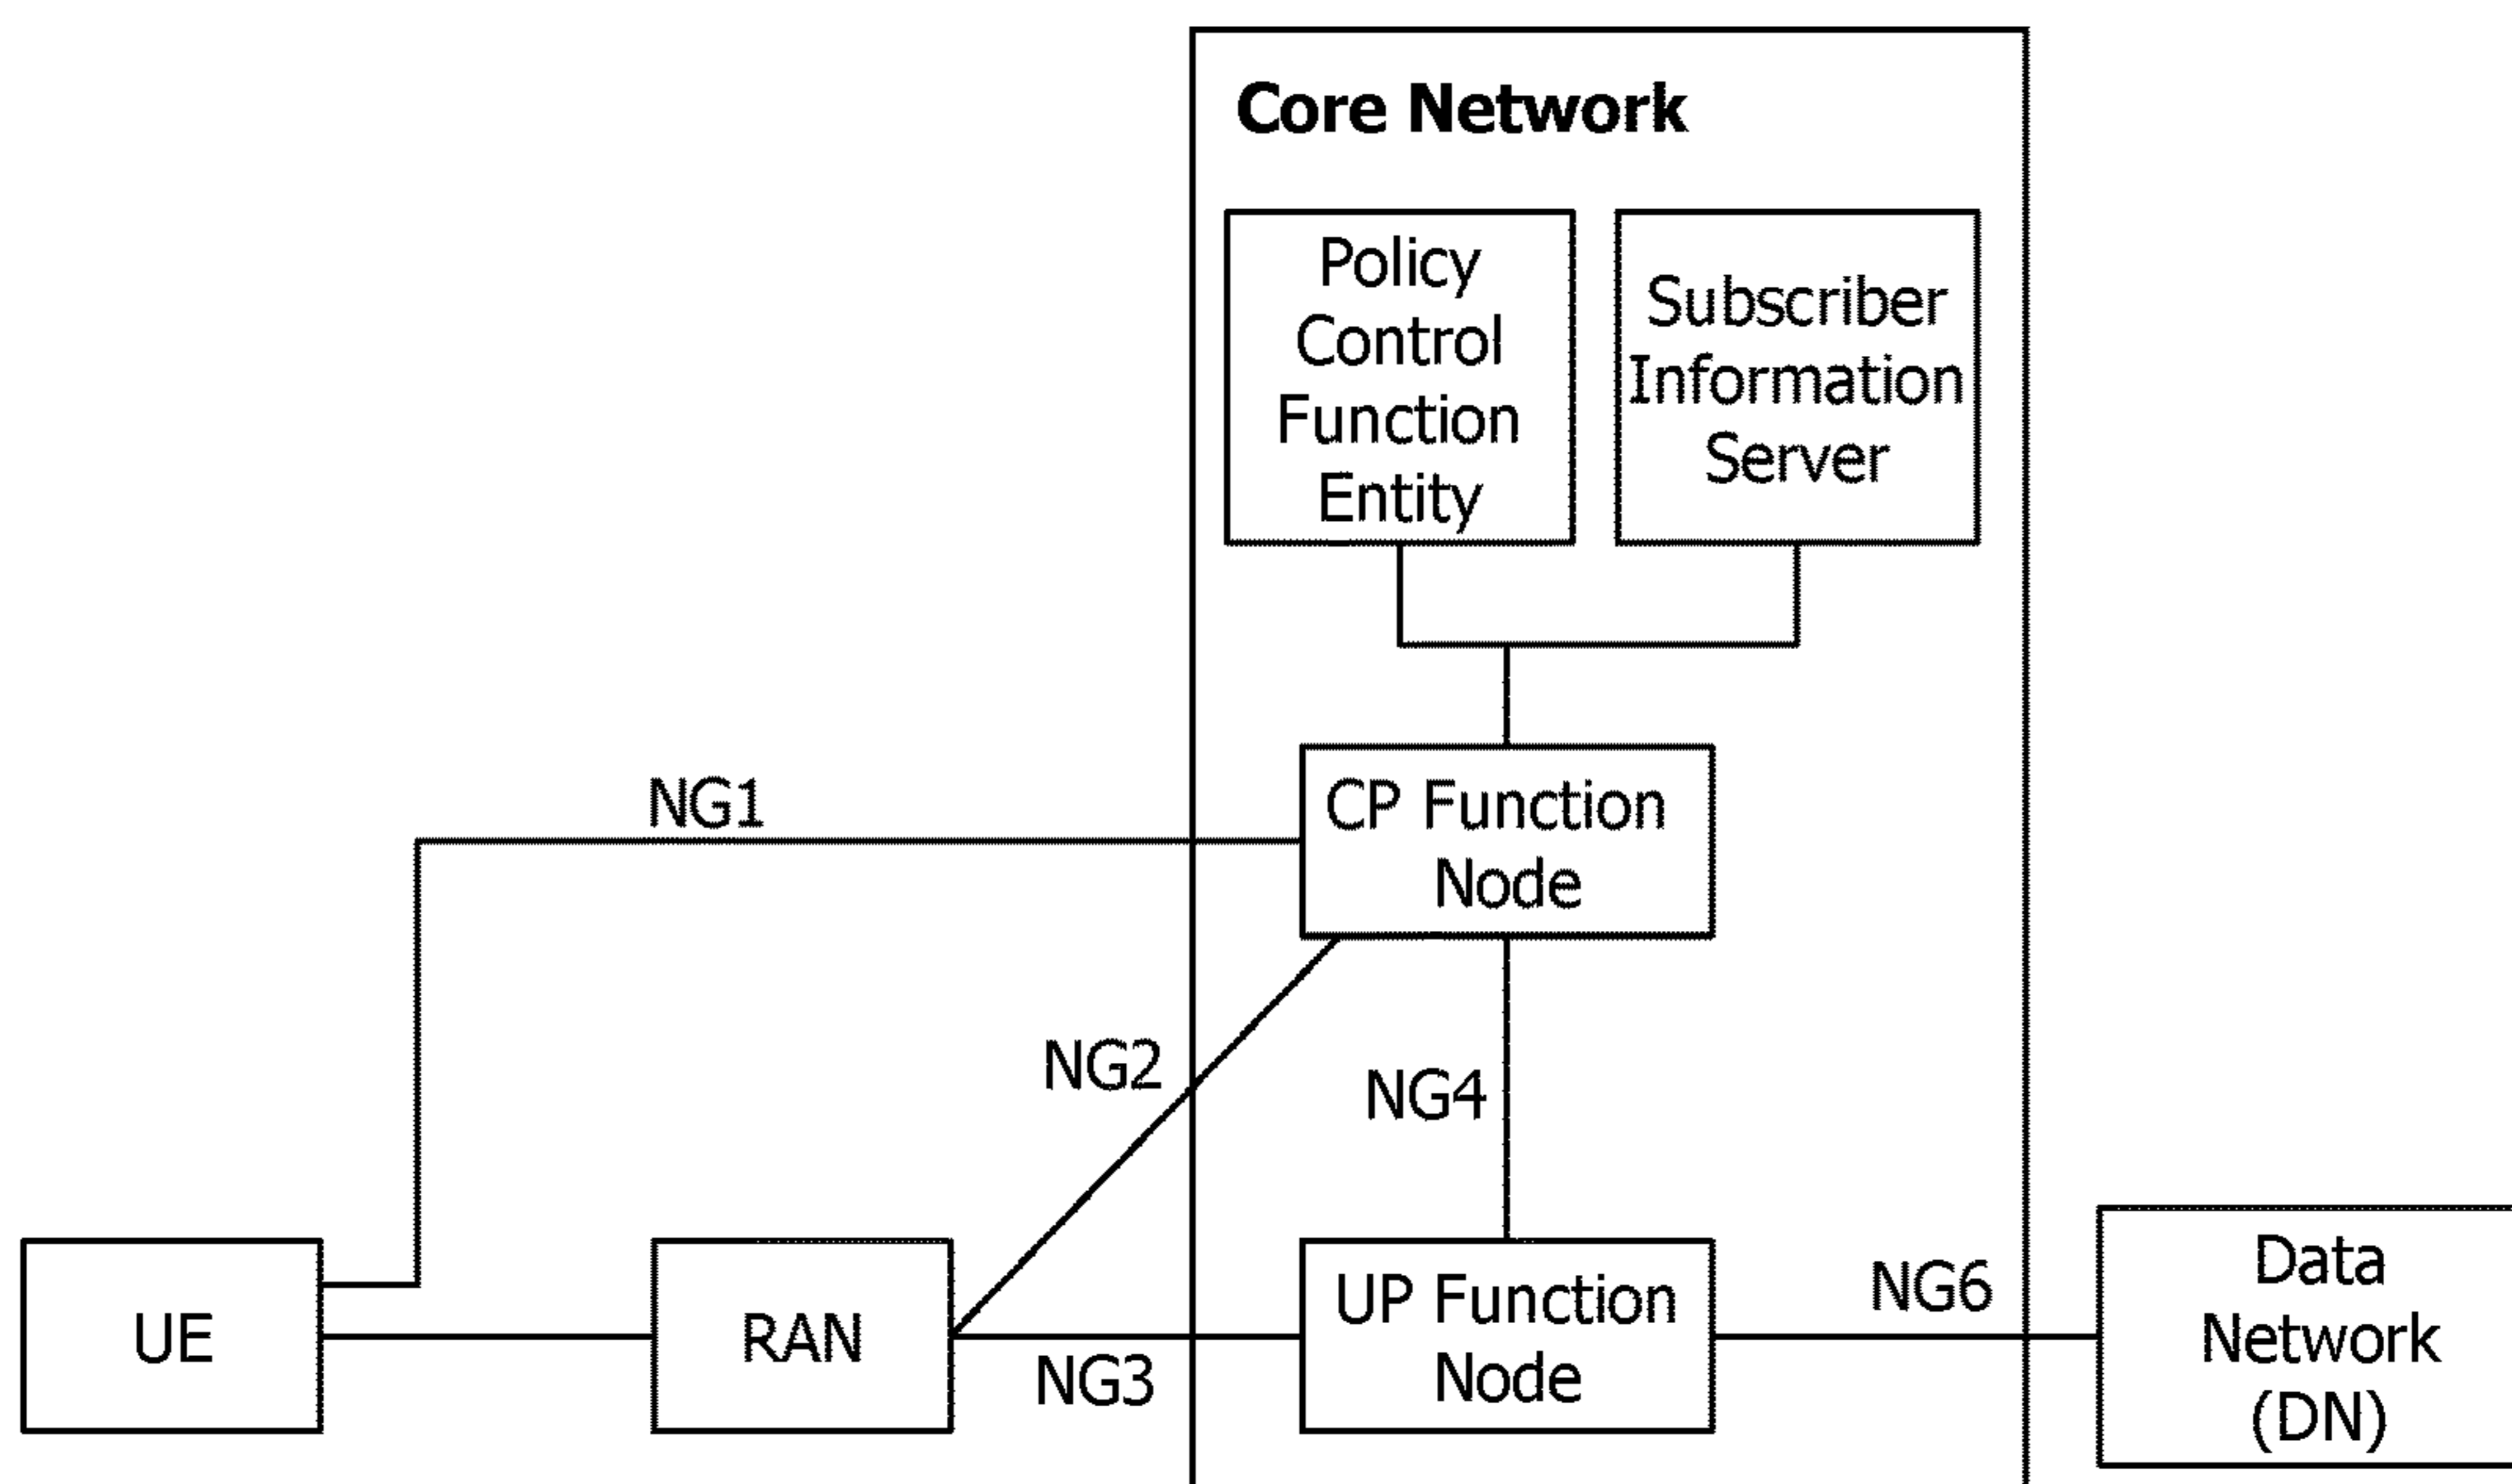 Core Network
Policy
Control
Function
Entity
Subscriber
Information
Server
NG1
CP Function
Node
NG2
NG4
UE
RAN
NG3
UP Function
Node
NG6
Data
Network
(DN)